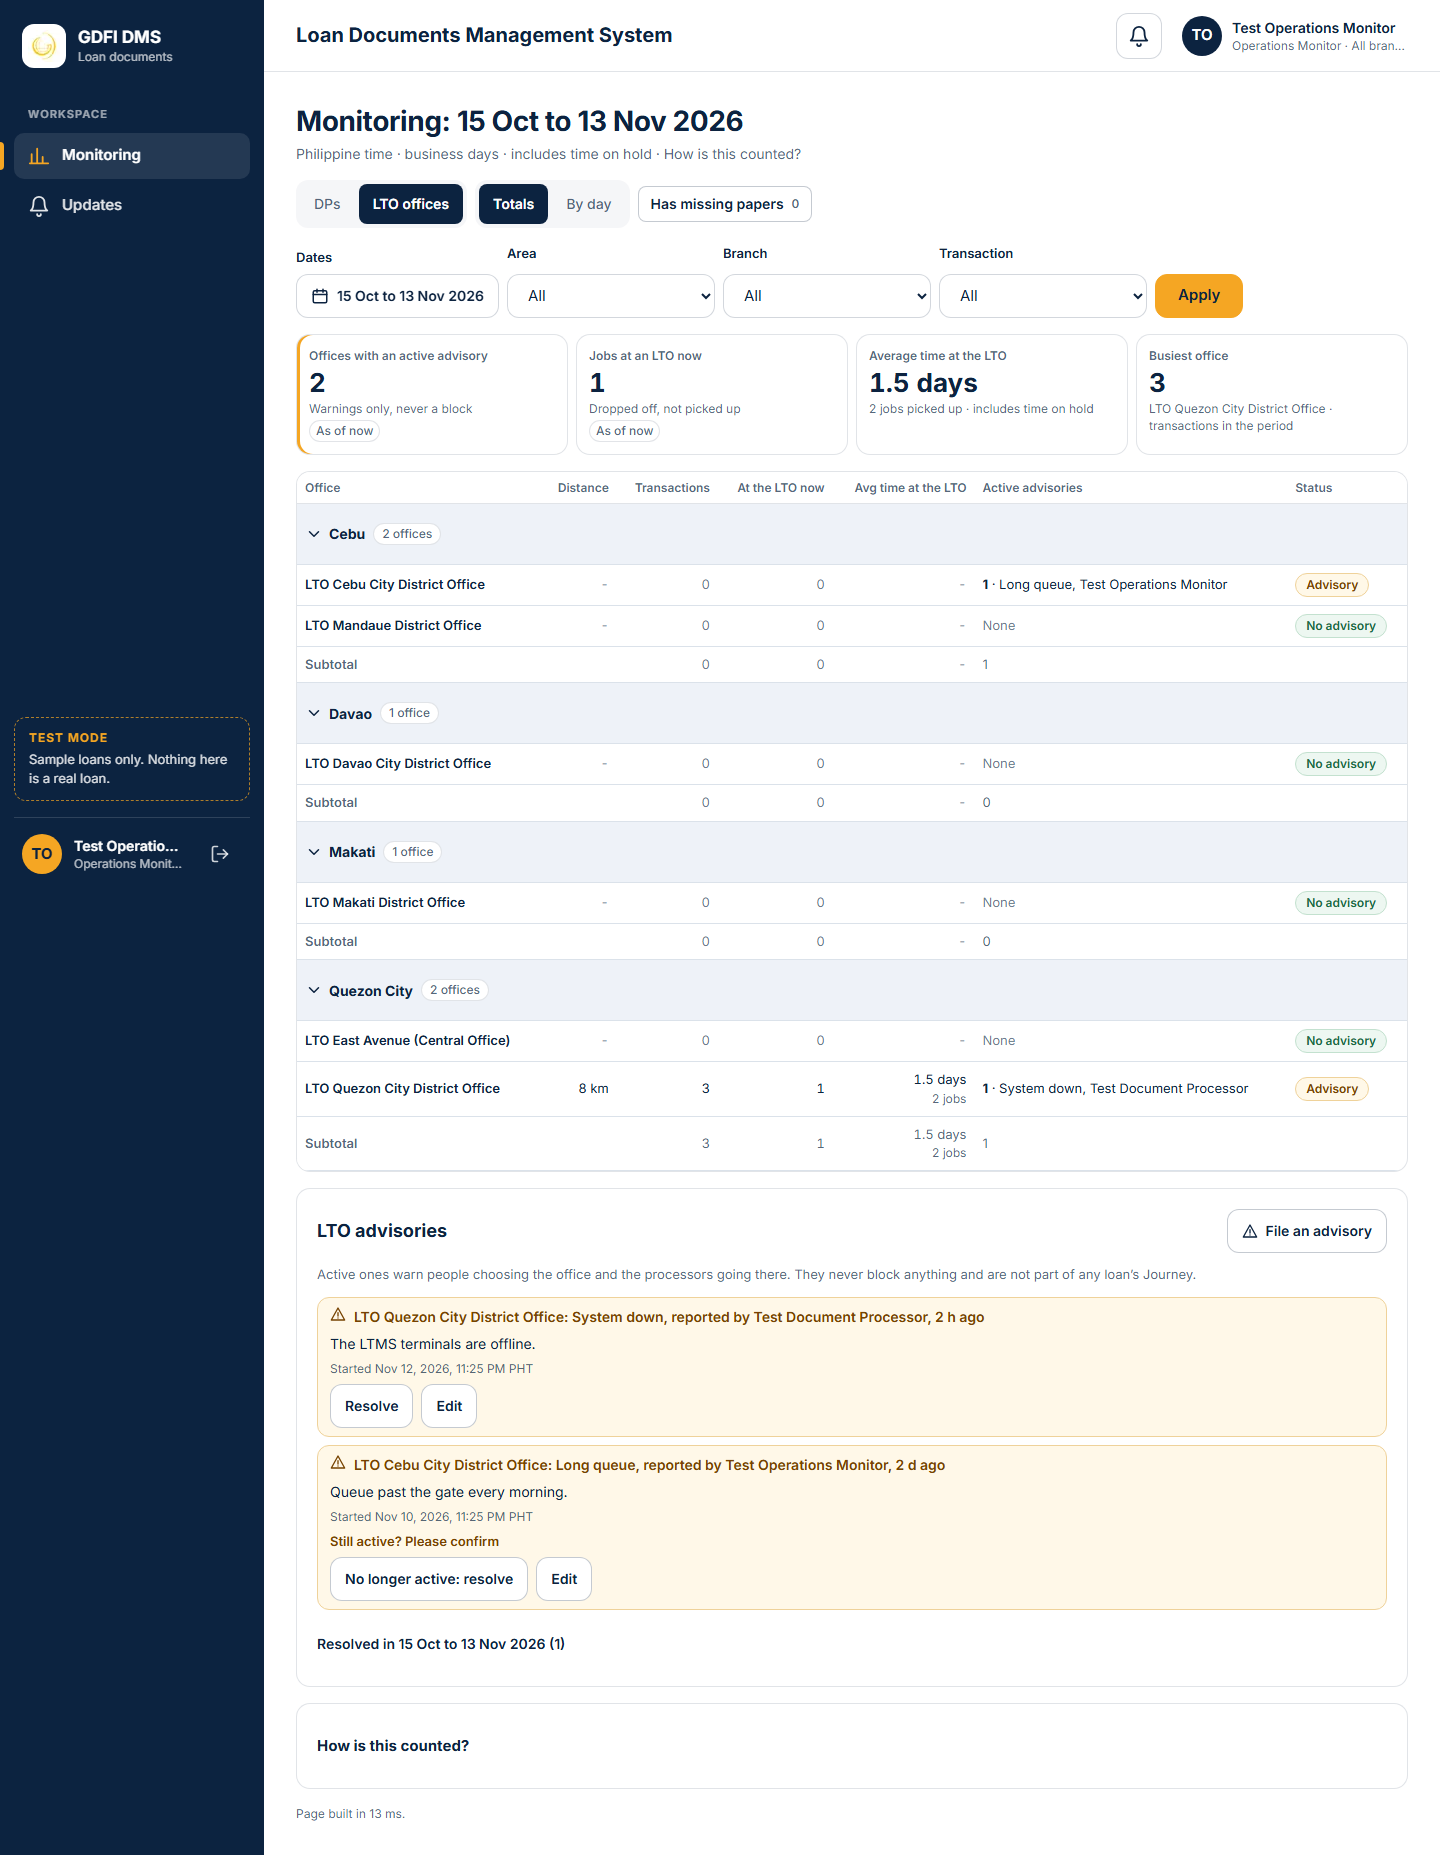 GDFI DMS
Loan documents
WORKSPACE
Monitoring
Updates
TEST MODE
Sample loans only. Nothing here
is a real loan.
TO
Test Operatio...
Operations Monit...
Loan Documents Management System
TO
Test Operations Monitor
Operations Monitor · All bran...
Monitoring: 15 Oct to 13 Nov 2026
Philippine time · business days · includes time on hold · How is this counted?
DPs LTO offices Totals By day Has missing papers 0
Dates Area Branch Transaction
15 Oct to 13 Nov 2026 All All All Apply
Offices with an active advisory
2
Warnings only, never a block
As of now
Jobs at an LTO now
1
Dropped off, not picked up
As of now
Average time at the LTO
1.5 days
2 jobs picked up · includes time on hold
Busiest office
3
LTO Quezon City District Office ·
transactions in the period
Office Distance Transactions At the LTO now Avg time at the LTO Active advisories Status
Cebu 2 offices
LTO Cebu City District Office - 0 0 - 1 · Long queue, Test Operations Monitor Advisory
LTO Mandaue District Office - 0 0 - None No advisory
Subtotal 0 0 - 1
Davao 1 office
LTO Davao City District Office - 0 0 - None No advisory
Subtotal 0 0 - 0
Makati 1 office
LTO Makati District Office - 0 0 - None No advisory
Subtotal 0 0 - 0
Quezon City 2 offices
LTO East Avenue (Central Office) - 0 0 - None No advisory
LTO Quezon City District Office 8 km 3 1 1.5 days 1 · System down, Test Document Processor Advisory
2 jobs
Subtotal 3 1 1.5 days 1
2 jobs
LTO advisories
File an advisory
Active ones warn people choosing the office and the processors going there. They never block anything and are not part of any loan's Journey.
LTO Quezon City District Office: System down, reported by Test Document Processor, 2 h ago
The LTMS terminals are offline.
Started Nov 12, 2026, 11:25 PM PHT
Resolve Edit
LTO Cebu City District Office: Long queue, reported by Test Operations Monitor, 2 d ago
Queue past the gate every morning.
Started Nov 10, 2026, 11:25 PM PHT
Still active? Please confirm
No longer active: resolve Edit
Resolved in 15 Oct to 13 Nov 2026 (1)
How is this counted?
Page built in 13 ms.